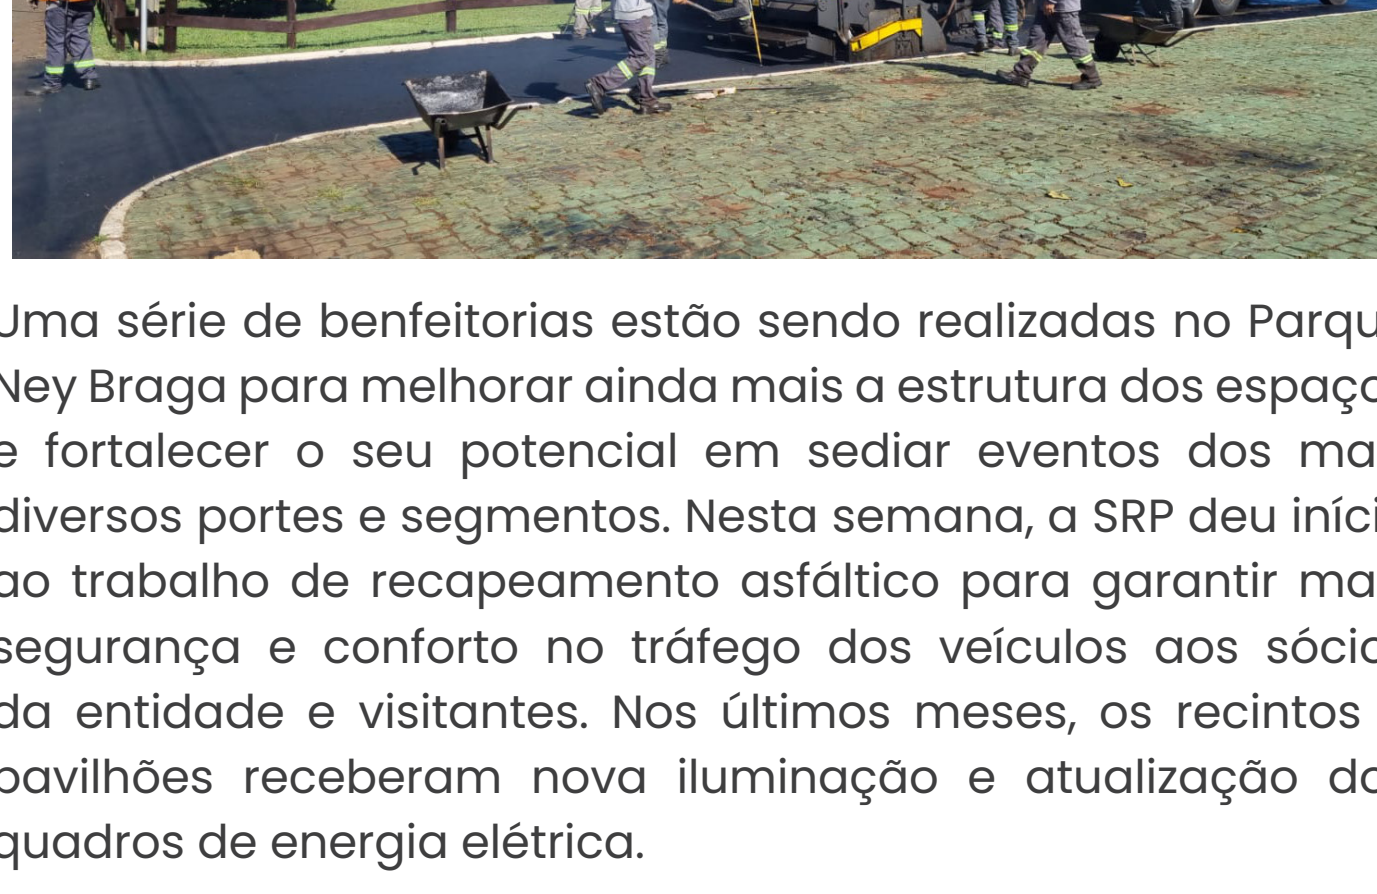 Uma série de benfeitorias estão sendo realizadas no Parqu
Ney Braga para melhorar ainda mais a estrutura dos espaço
e fortalecer o seu potencial em sediar eventos dos ma
diversos portes e segmentos. Nesta semana, a SRP deu iníci
ao trabalho de recapeamento asfáltico para garantir ma
segurança e conforto no tráfego dos veículos aos sócio
da entidade e visitantes. Nos últimos meses, os recintos
pavilhões receberam nova iluminação e atualização do
quadros de energia elétrica.